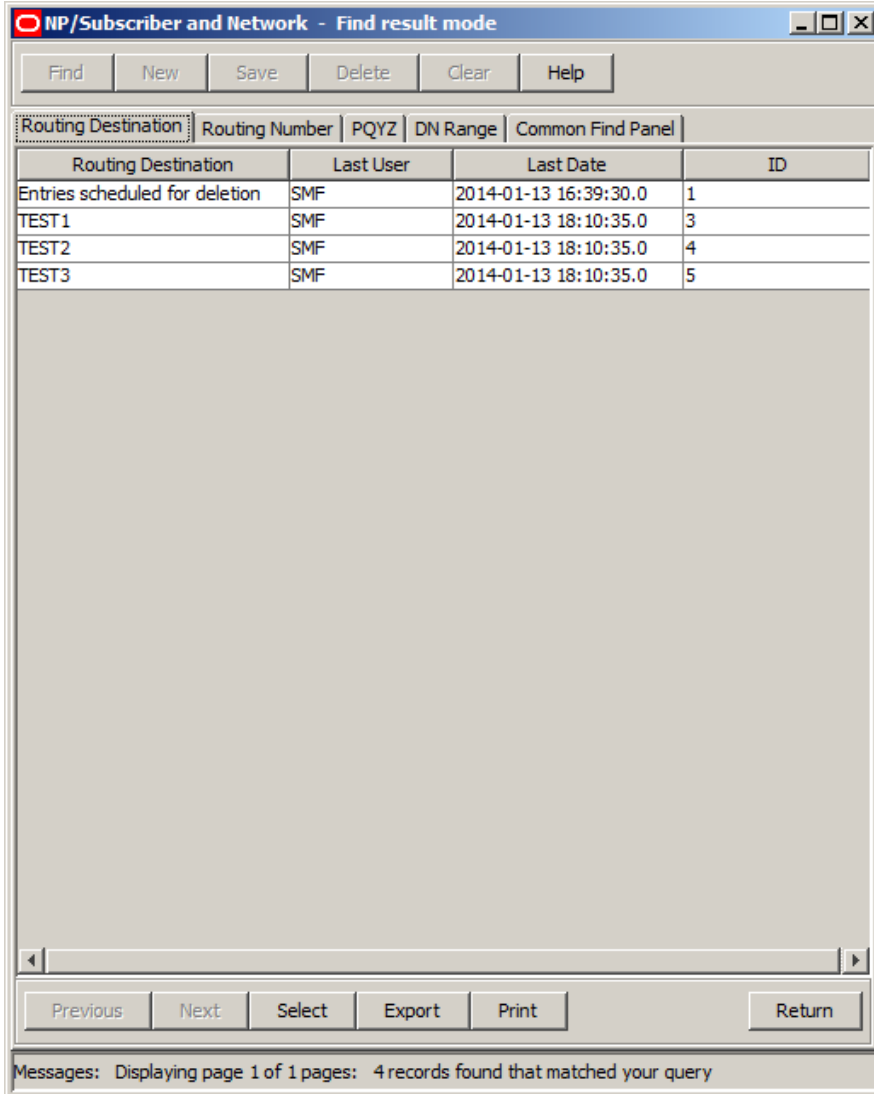 NP/Subscriber and Network - Find result mode
Find New Save Delete Clear Help
Routing Destination Routing Number PQYZ DN Range Common Find Panel
Routing Destination Last User Last Date ID
Entries scheduled for deletion SMF 2014-01-13 16:39:30.0 1
TEST1 SMF 2014-01-13 18:10:35.0 3
TEST2 SMF 2014-01-13 18:10:35.0 4
TEST3 SMF 2014-01-13 18:10:35.0 5
Previous Next Select Export Print Return
Messages: Displaying page 1 of 1 pages: 4 records found that matched your query